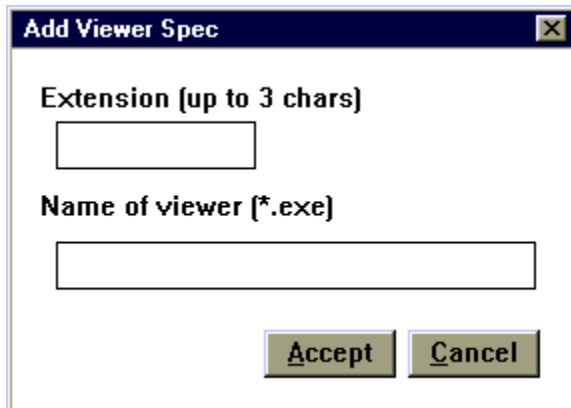 Add Viewer Spec
Extension (up to 3 chars)
Name of viewer (*.exe)
Accept Cancel